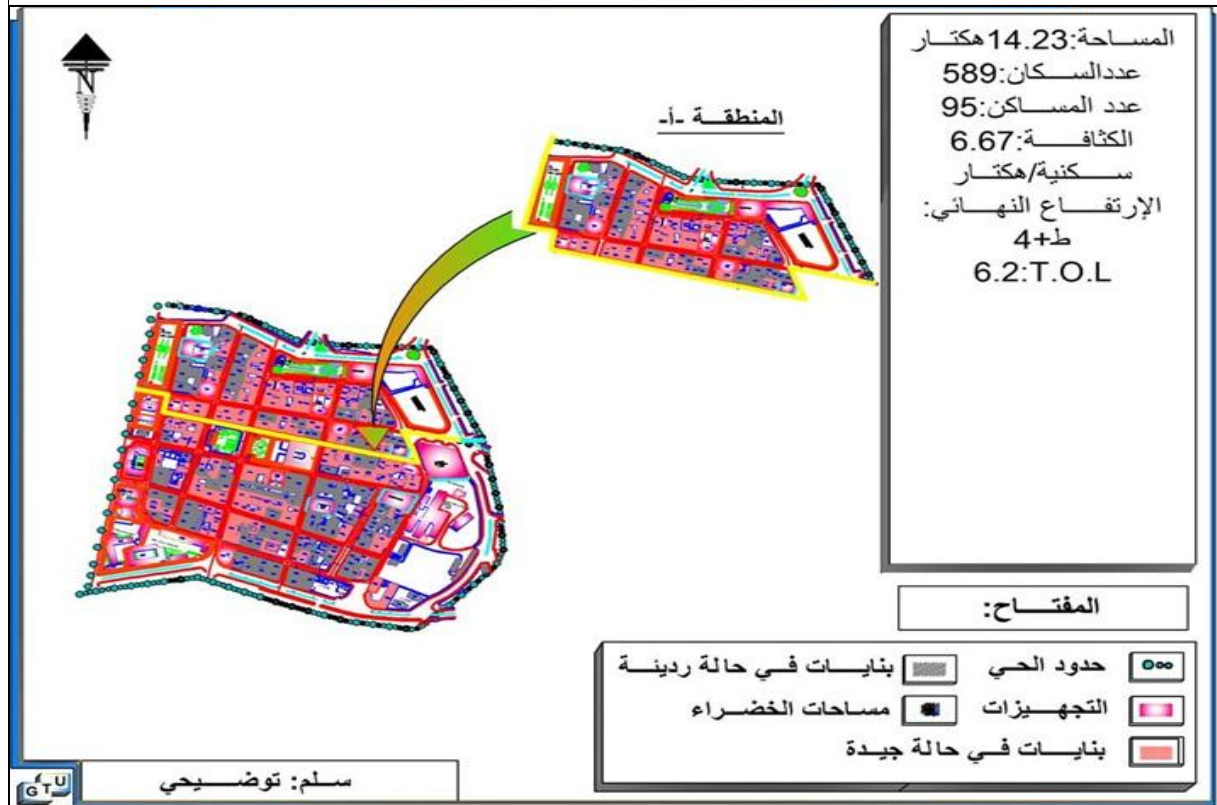 المساحة:14.23هكتار
عددالسكان:589
عدد المساكن:95
الكثافة:6.67
سكنية/هكتار
الإرتفاع النهائي:
ط+4
6.2:T.O.L
N
المنطقة -أ-
المفتاح:
حدود الحي
بنايات في حالة رديئة
التجهيزات
مساحات الخضراء
بنايات في حالة جيدة
سلم: توضيحي
GTU